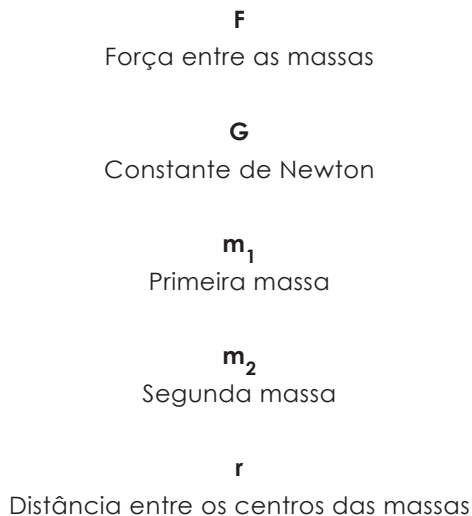 F
Força entre as massas
G
Constante de Newton
m₁
Primeira massa
m₂
Segunda massa
r
Distância entre os centros das massas